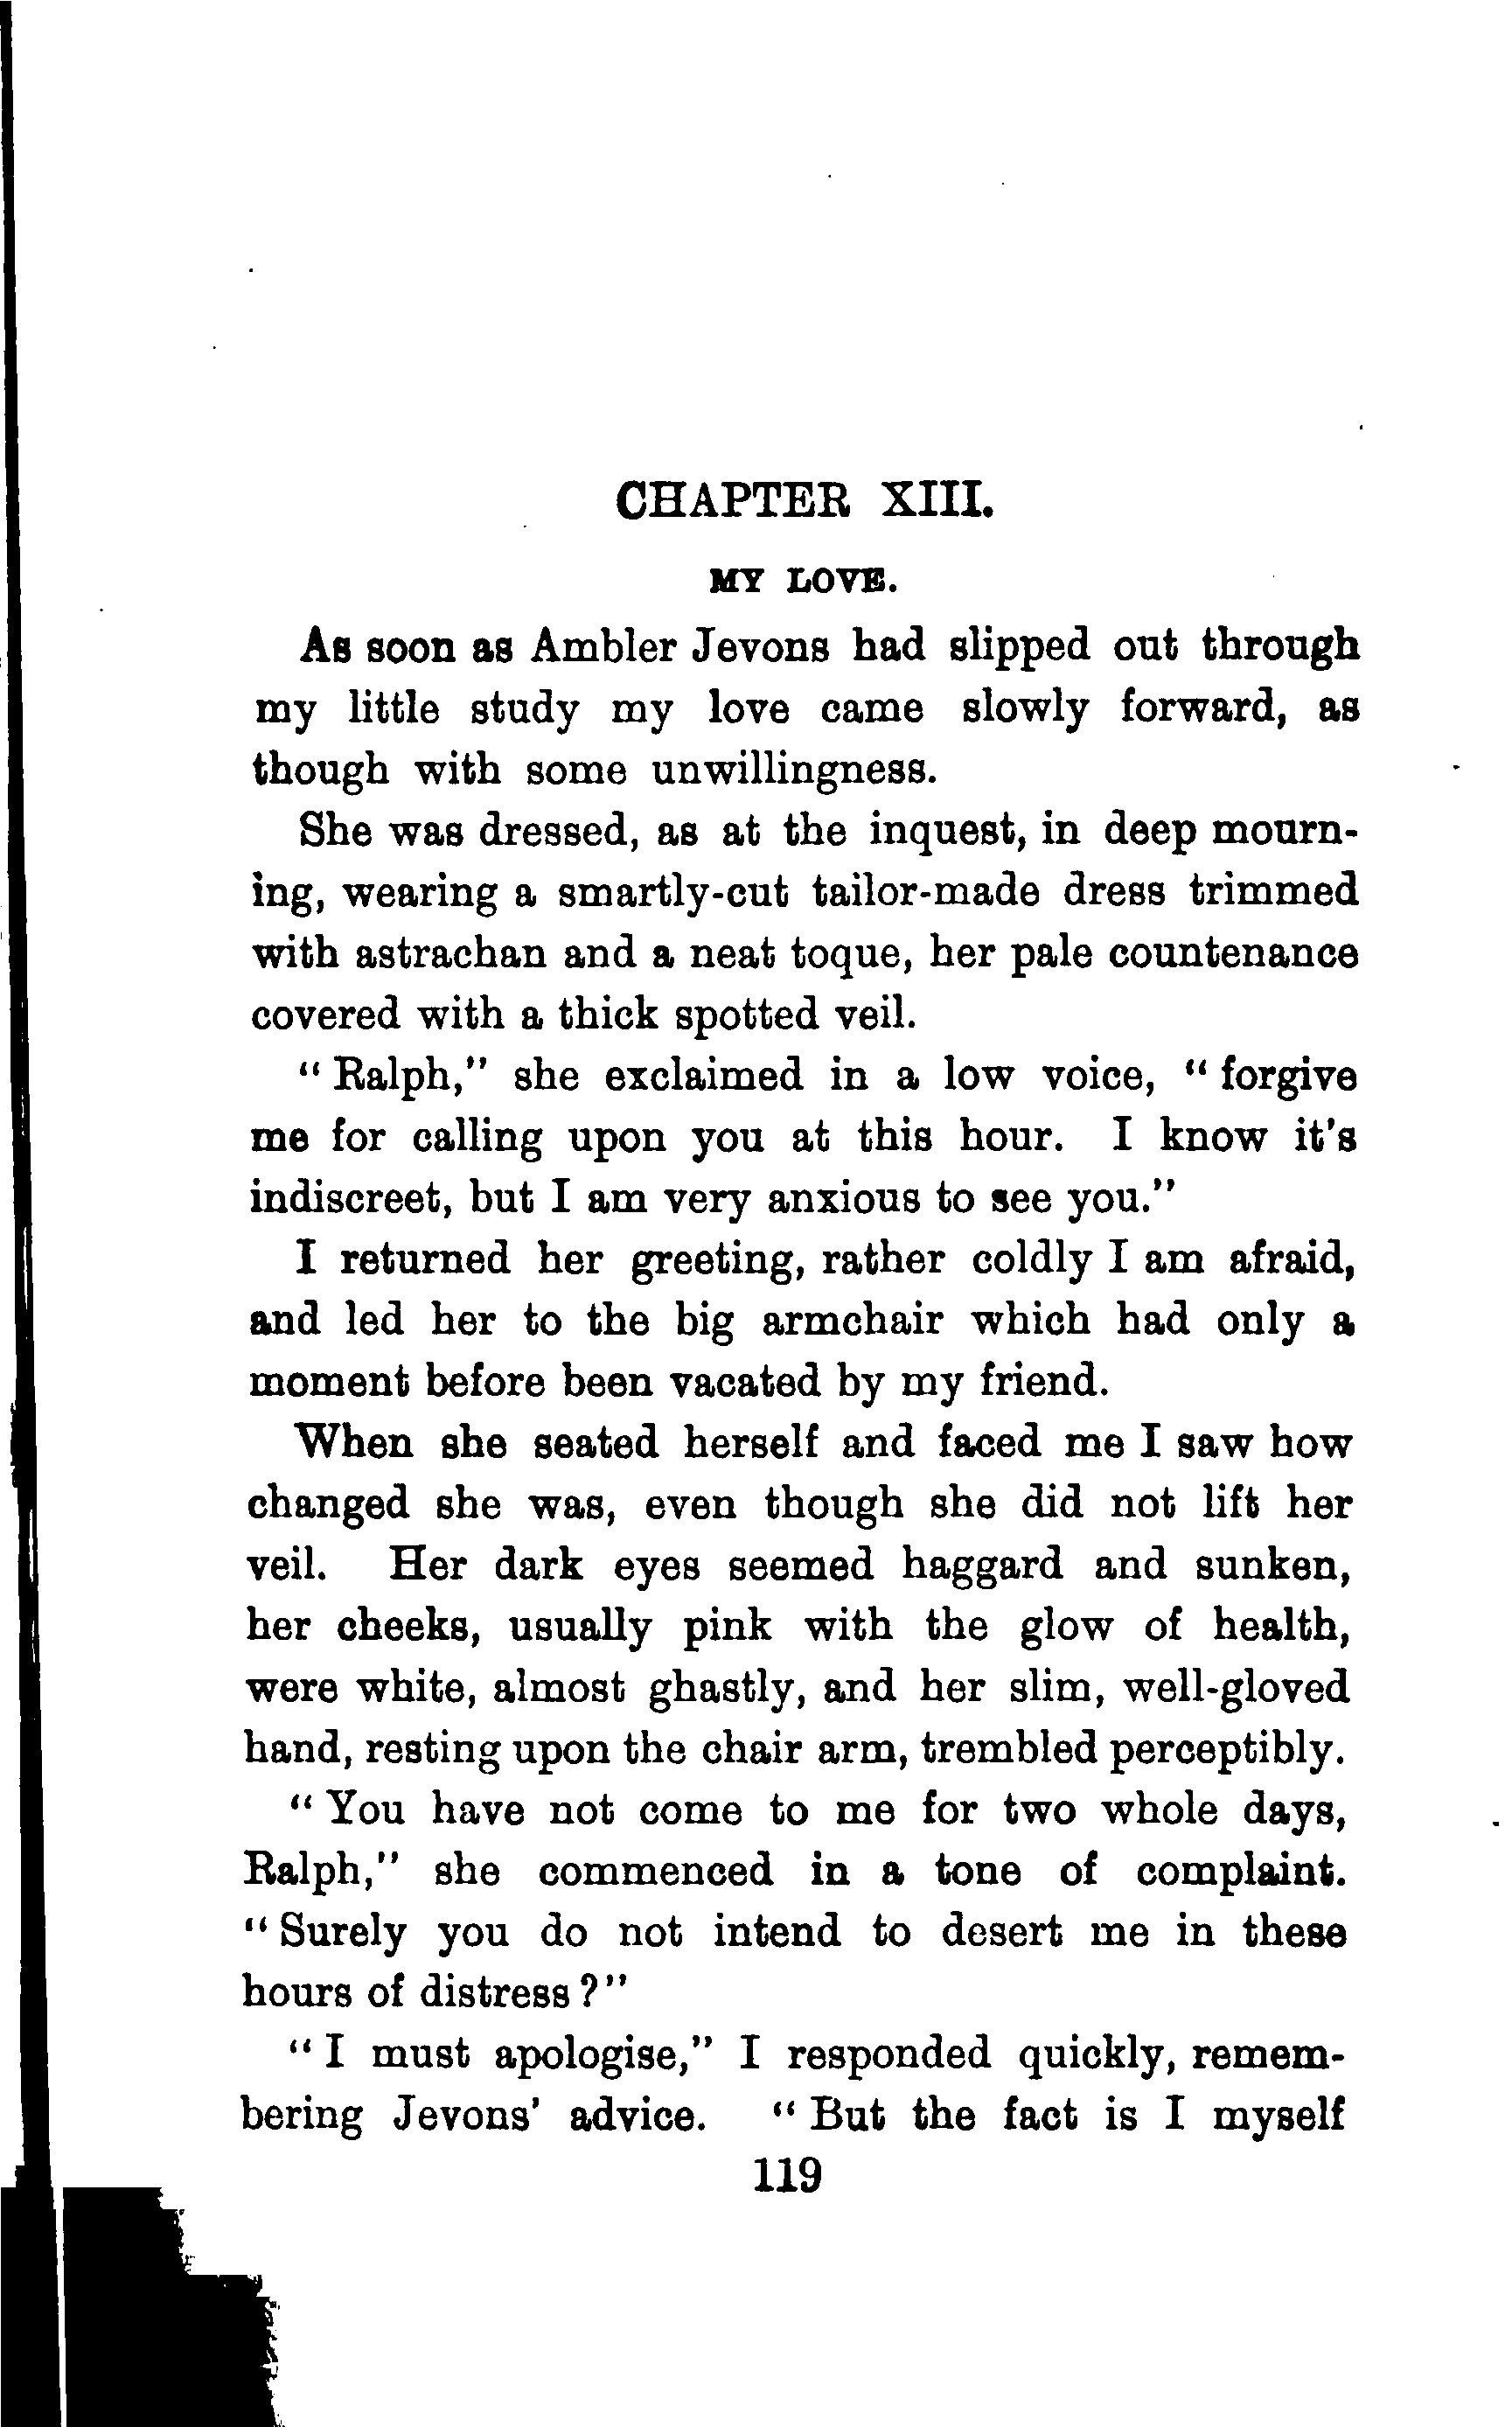 CHAPTER XIII.
MY LOVE.
As soon as Ambler Jevons had slipped out through
my little study my love came slowly forward, as
though with some unwillingness.
She was dressed, as at the inquest, in deep mourn-
ing, wearing a smartly-cut tailor-made dress trimmed
with astrachan and a neat toque, her pale countenance
covered with a thick spotted veil.
“Ralph,” she exclaimed in a low voice, “forgive
me for calling upon you at this hour. I know it's
indiscreet, but I am very anxious to see you.”
I returned her greeting, rather coldly I am afraid,
and led her to the big armchair which had only a
moment before been vacated by my friend.
When she seated herself and faced me I saw how
changed she was, even though she did not lift her
veil. Her dark eyes seemed haggard and sunken,
her cheeks, usually pink with the glow of health,
were white, almost ghastly, and her slim, well-gloved
hand, resting upon the chair arm, trembled perceptibly.
“You have not come to me for two whole days,
Ralph,” she commenced in a tone of complaint.
“Surely you do not intend to desert me in these
hours of distress?”
“I must apologise,” I responded quickly, remem-
bering Jevons' advice. “But the fact is I myself
119